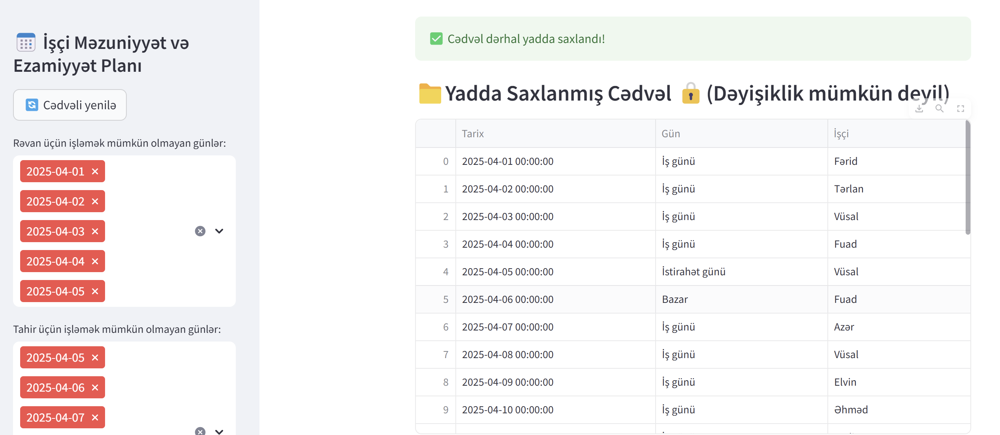 İşçi Məzuniyyət və
Ezamiyyət Planı
Cədvəli yenilə
Rəvan üçün işləmək mümkün olmayan günlər:
2025-04-01
2025-04-02
2025-04-03
2025-04-04
2025-04-05
Tahir üçün işləmək mümkün olmayan günlər:
2025-04-05
2025-04-06
2025-04-07
Cədvəl dərhal yadda saxlandı!
Yadda Saxlanmış Cədvəl (Dəyişiklik mümkün deyil)
Tarix Gün İşçi
0 2025-04-01 00:00:00 İş günü Fərid
1 2025-04-02 00:00:00 İş günü Tərlan
2 2025-04-03 00:00:00 İş günü Vüsal
3 2025-04-04 00:00:00 İş günü Fuad
4 2025-04-05 00:00:00 İstirahət günü Vüsal
5 2025-04-06 00:00:00 Bazar Fuad
6 2025-04-07 00:00:00 İş günü Azər
7 2025-04-08 00:00:00 İş günü Vüsal
8 2025-04-09 00:00:00 İş günü Elvin
9 2025-04-10 00:00:00 İş günü Əhməd